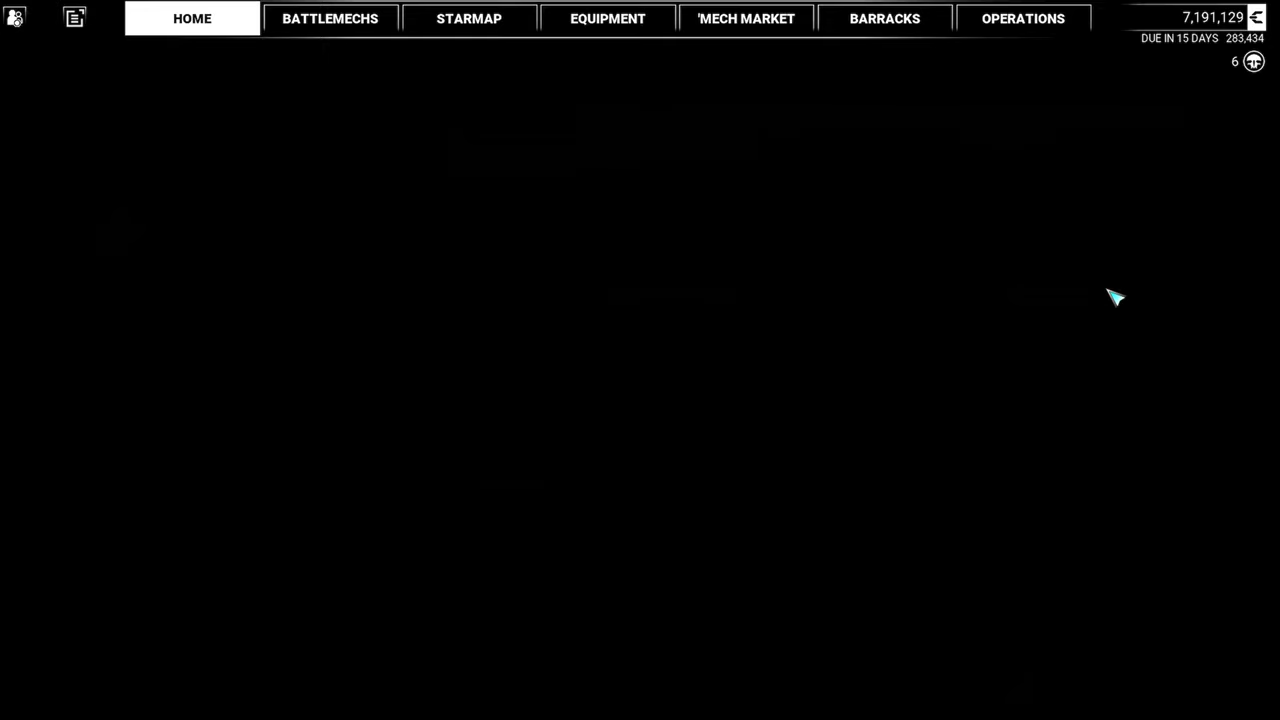 HOME
BATTLEMECHS
STARMAP
EQUIPMENT
'MECH MARKET
BARRACKS
OPERATIONS
7,191,129
DUE IN 15 DAYS 283,434
6